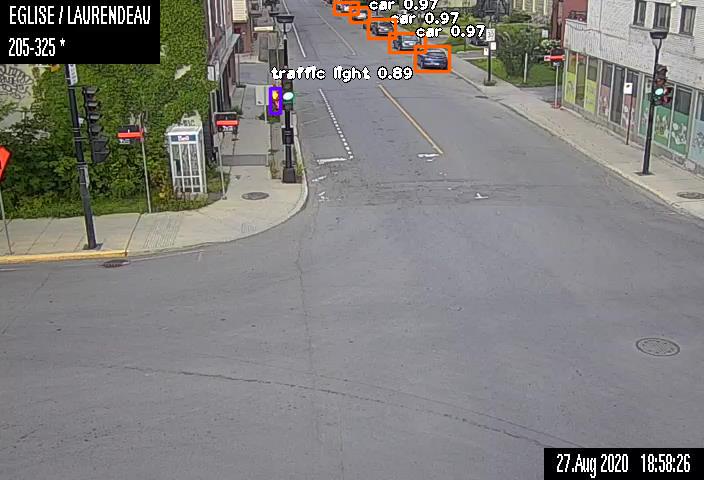 EGLISE / LAURENDEAU
205-325 *
car 0.97
car 0.97
car 0.97
traffic light 0.89
27.Aug 2020 18:58:26